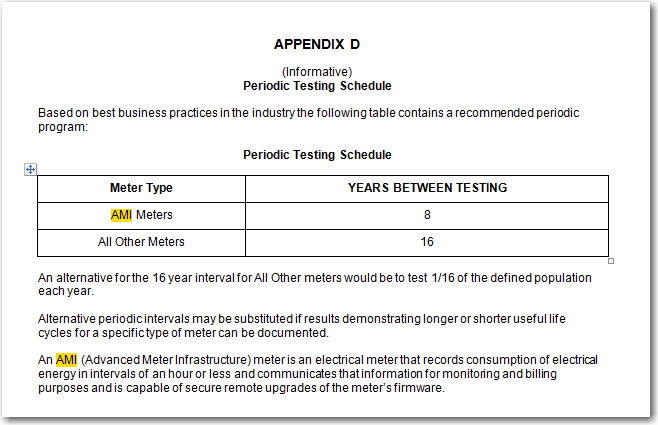 APPENDIX D
(Informative)
Periodic Testing Schedule
Based on best business practices in the industry the following table contains a recommended periodic
program:
Periodic Testing Schedule
Meter Type YEARS BETWEEN TESTING
AMI Meters 8
All Other Meters 16
An alternative for the 16 year interval for All Other meters would be to test 1/16 of the defined population
each year.
Alternative periodic intervals may be substituted if results demonstrating longer or shorter useful life
cycles for a specific type of meter can be documented.
An AMI (Advanced Meter Infrastructure) meter is an electrical meter that records consumption of electrical
energy in intervals of an hour or less and communicates that information for monitoring and billing
purposes and is capable of secure remote upgrades of the meter's firmware.